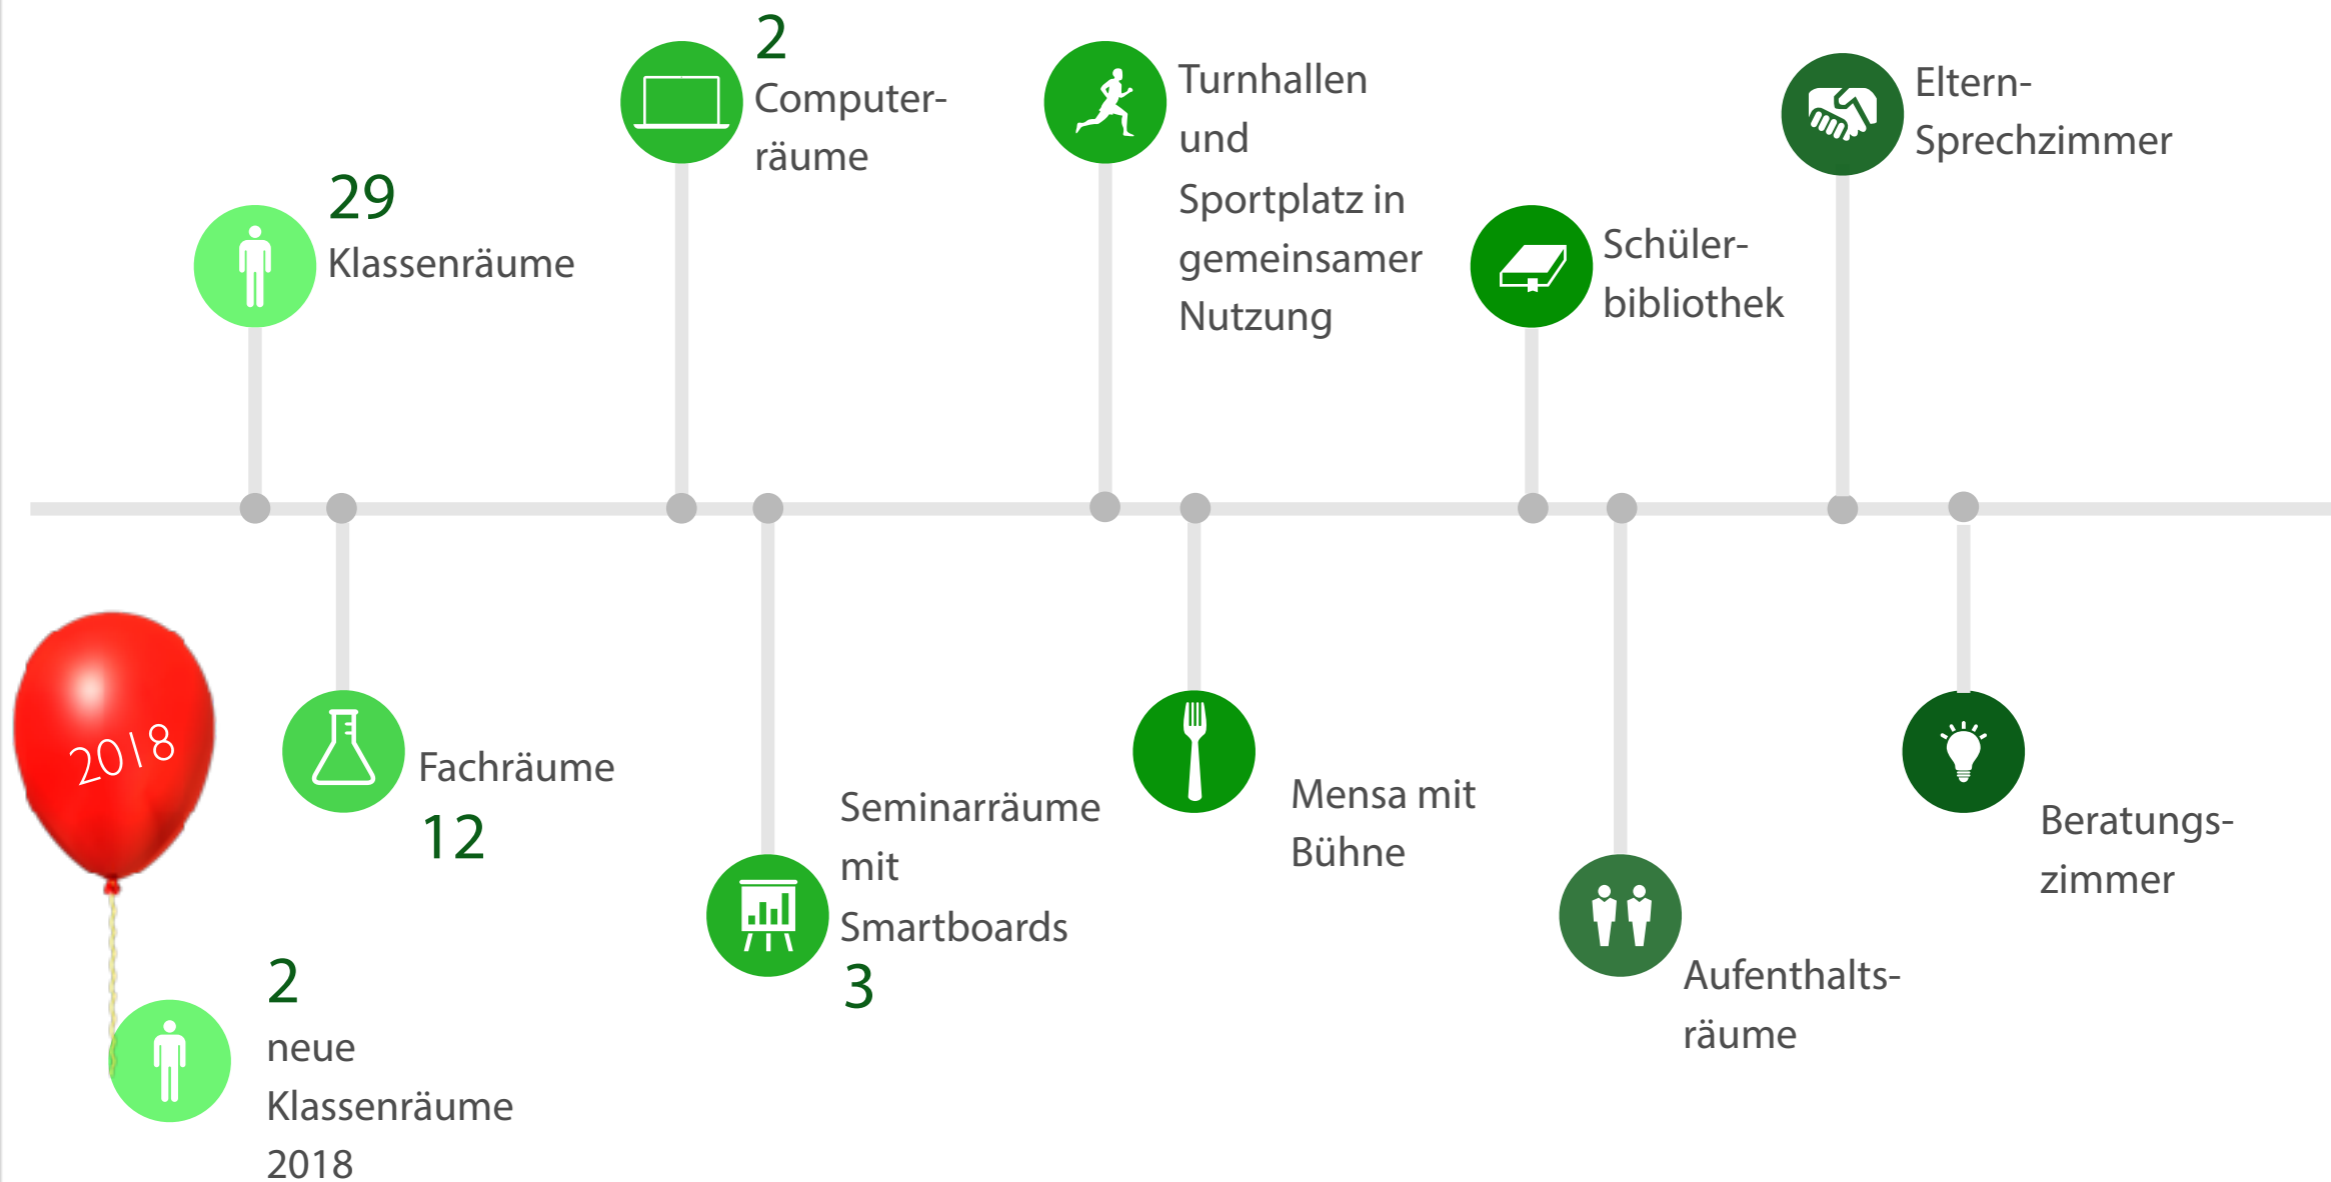 29
Klassenräume
2
Computer-
räume
Turnhallen
und
Sportplatz in
gemeinsamer
Nutzung
Schüler-
bibliothek
Eltern-
Sprechzimmer
2018
2
neue
Klassenräume
2018
Fachräume
12
Seminarräume
mit
Smartboards
3
Mensa mit
Bühne
Aufenthalts-
räume
Beratungs-
zimmer